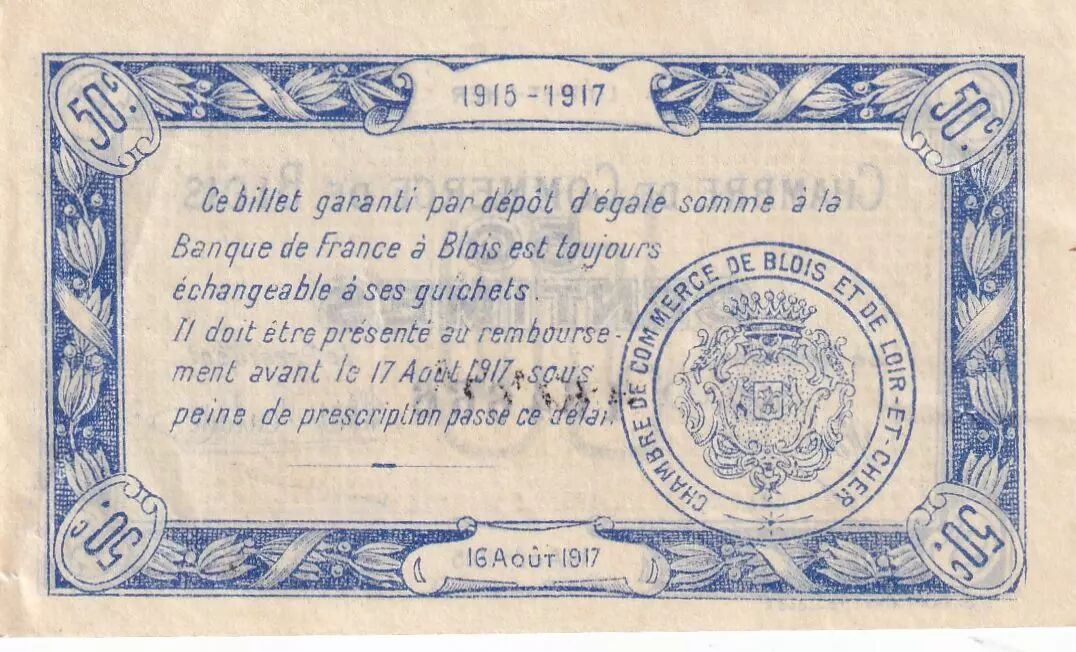 50c.
1915-1917
50c.
Ce billet garanti par dépôt d'égale somme à la
Banque de France à Blois est toujours
échangeable à ses guichets.
Il doit être présenté au rembourse-
ment avant le 17 Août 1917, sous
peine de prescription passé ce délai.
CHAMBRE DE COMMERCE DE BLOIS ET DE LOIR-ET-CHER
50c.
16 Août 1917
50c.